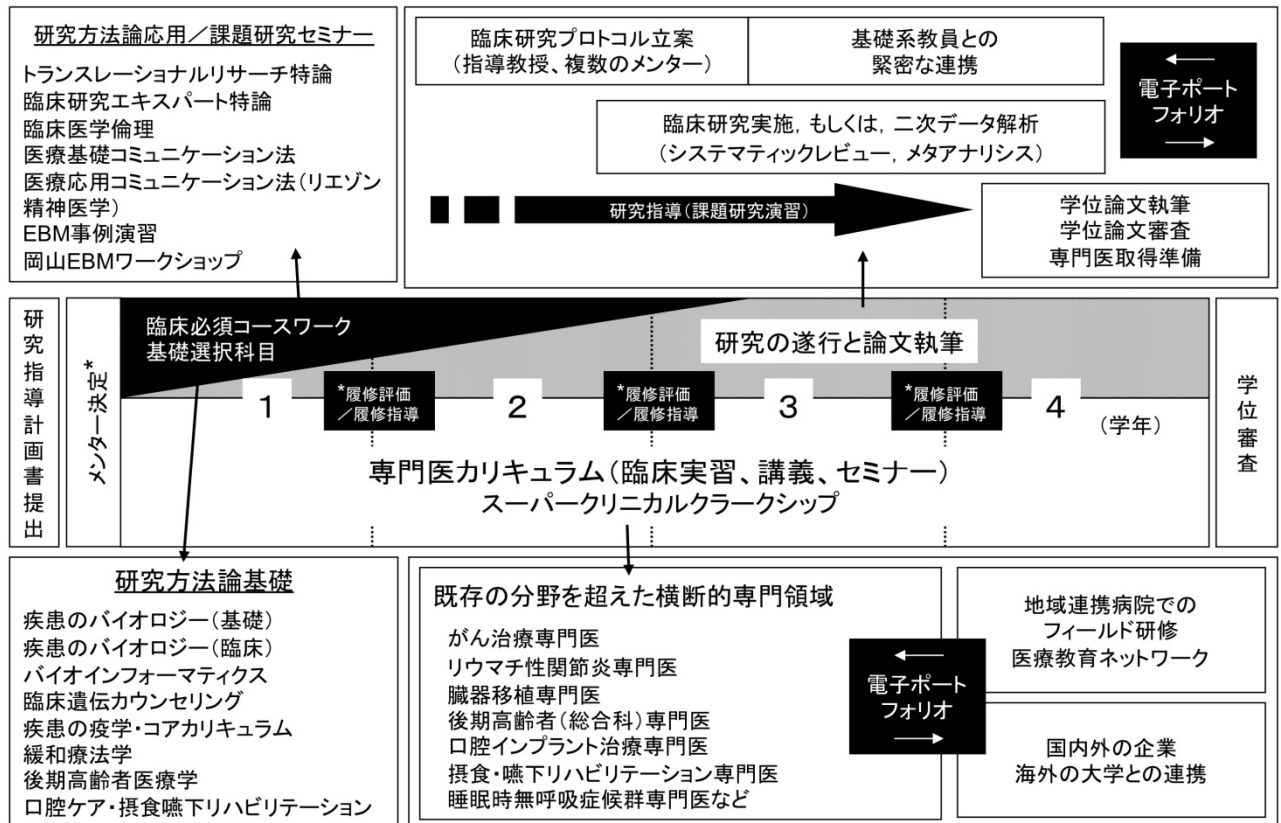 研究方法論応用／課題研究セミナー
トランスレーショナルリサーチ特論
臨床研究エキスパート特論
臨床医学倫理
医療基礎コミュニケーション法
医療応用コミュニケーション法（リエゾン
精神医学）
EBM事例演習
岡山EBMワークショップ
臨床研究プロトコル立案
（指導教授、複数のメンター）
基礎系教員との
緊密な連携
電子ポート
フォリオ
臨床研究実施，もしくは，二次データ解析
（システマティックレビュー，メタアナリシス）
研究指導（課題研究演習）
学位論文執筆
学位論文審査
専門医取得準備
研究指導計画書提出
メンター決定*
臨床必須コースワーク
基礎選択科目
研究の遂行と論文執筆
1
*履修評価
／履修指導
2
*履修評価
／履修指導
3
*履修評価
／履修指導
4
（学年）
専門医カリキュラム（臨床実習、講義、セミナー）
スーパークリニカルクラークシップ
学位審査
研究方法論基礎
疾患のバイオロジー（基礎）
疾患のバイオロジー（臨床）
バイオインフォーマティクス
臨床遺伝カウンセリング
疾患の疫学・コアカリキュラム
緩和療法学
後期高齢者医療学
口腔ケア・摂食嚥下リハビリテーション
既存の分野を超えた横断的専門領域
がん治療専門医
リウマチ性関節炎専門医
臓器移植専門医
後期高齢者（総合科）専門医
口腔インプラント治療専門医
摂食・嚥下リハビリテーション専門医
睡眠時無呼吸症候群専門医など
電子ポート
フォリオ
地域連携病院での
フィールド研修
医療教育ネットワーク
国内外の企業
海外の大学との連携